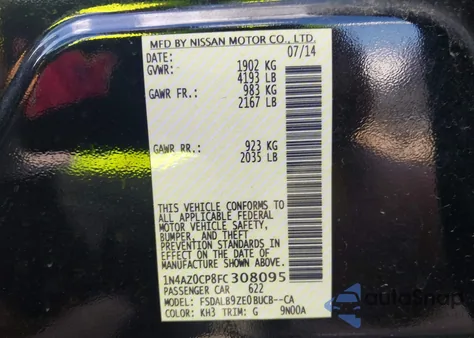 MFD BY NISSAN MOTOR CO., LTD.
DATE: 07/14
GVWR: 1902 KG
4193 LB
GAWR FR.: 983 KG
2167 LB
GAWR RR.: 923 KG
2035 LB
THIS VEHICLE CONFORMS TO
ALL APPLICABLE FEDERAL
MOTOR VEHICLE SAFETY,
BUMPER, AND THEFT
PREVENTION STANDARDS IN
EFFECT ON THE DATE OF
MANUFACTURE SHOWN ABOVE.
1N4AZ0CP8FC308095
PASSENGER CAR 622
MODEL: FSDALB9ZE0BUCB--CA
COLOR: KH3 TRIM: G 9N00A
AutoSnap